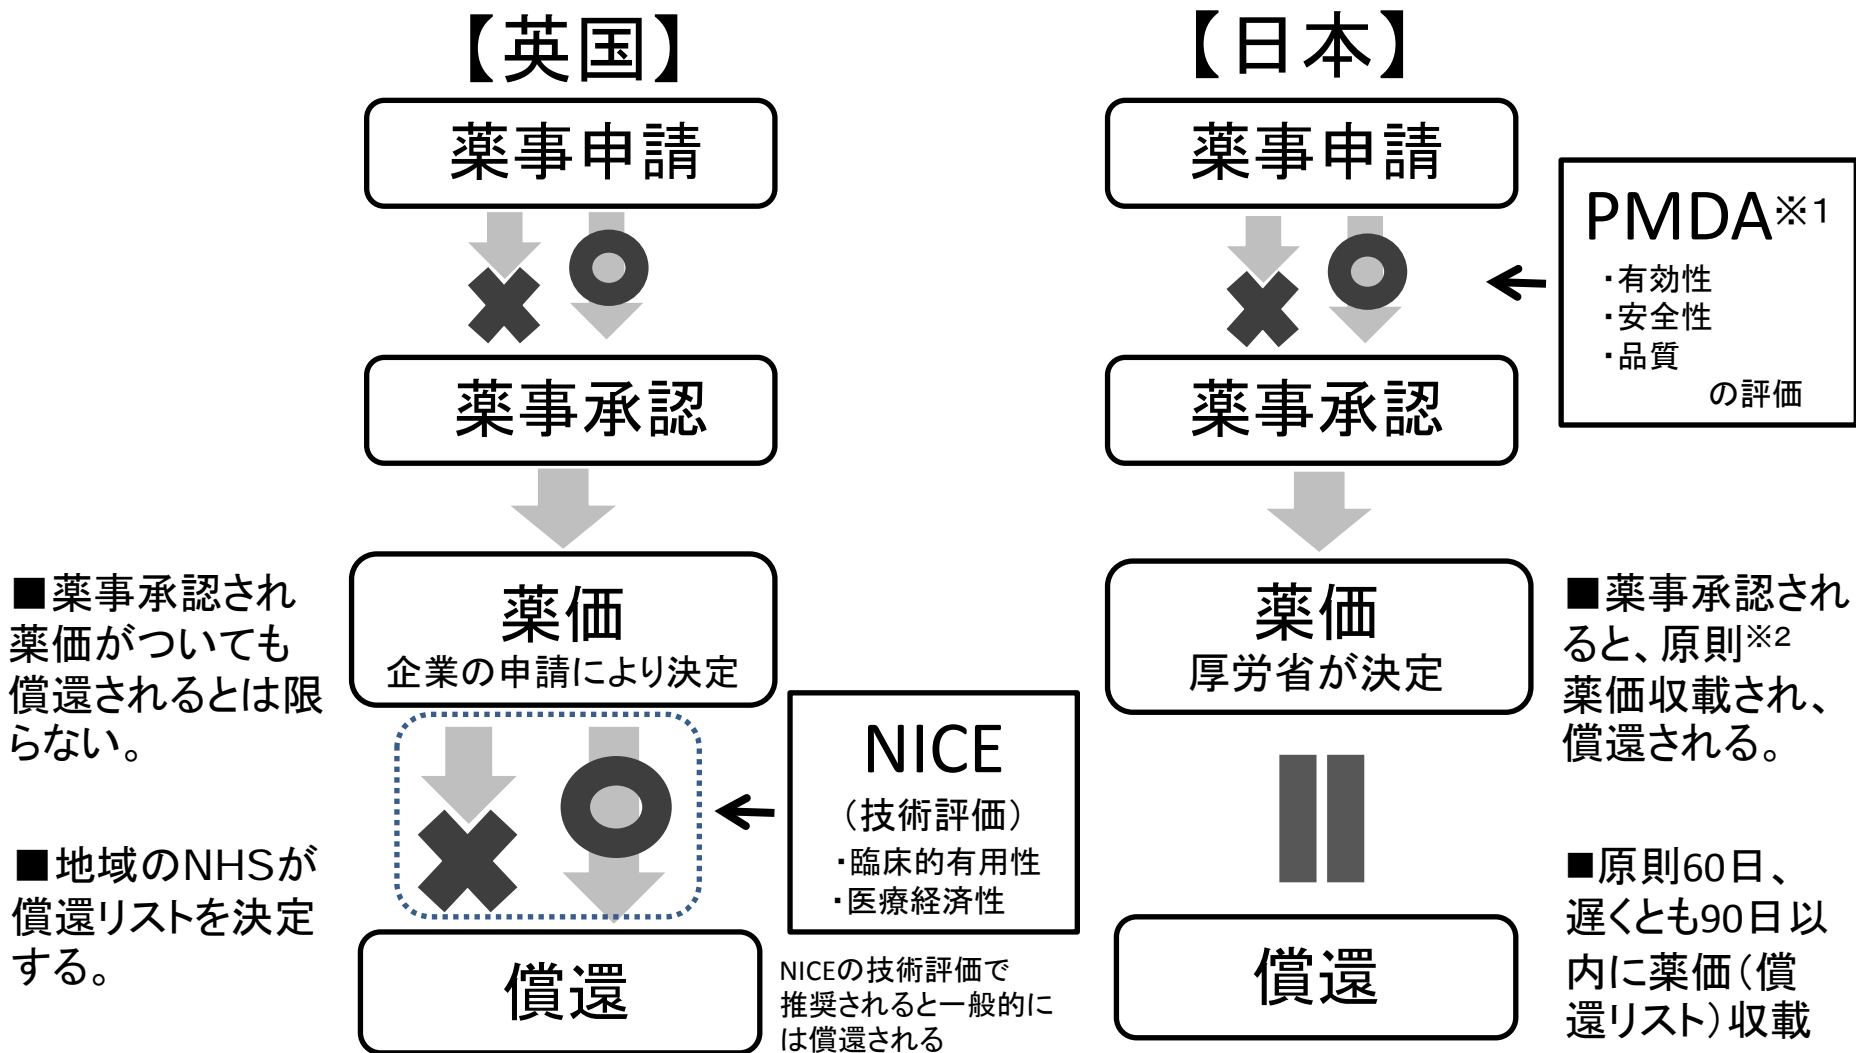 【英国】
薬事申請
薬事承認
薬価
企業の申請により決定
償還
■薬事承認され
薬価がついても
償還されるとは限
らない。
■地域のNHSが
償還リストを決定
する。
NICE
（技術評価）
・臨床的有用性
・医療経済性
NICEの技術評価で
推奨されると一般的に
は償還される
【日本】
薬事申請
薬事承認
薬価
厚労省が決定
償還
PMDA※1
・有効性
・安全性
・品質
の評価
■薬事承認され
ると、原則※2
薬価収載され、
償還される。
■原則60日、
遅くとも90日以
内に薬価（償
還リスト）収載